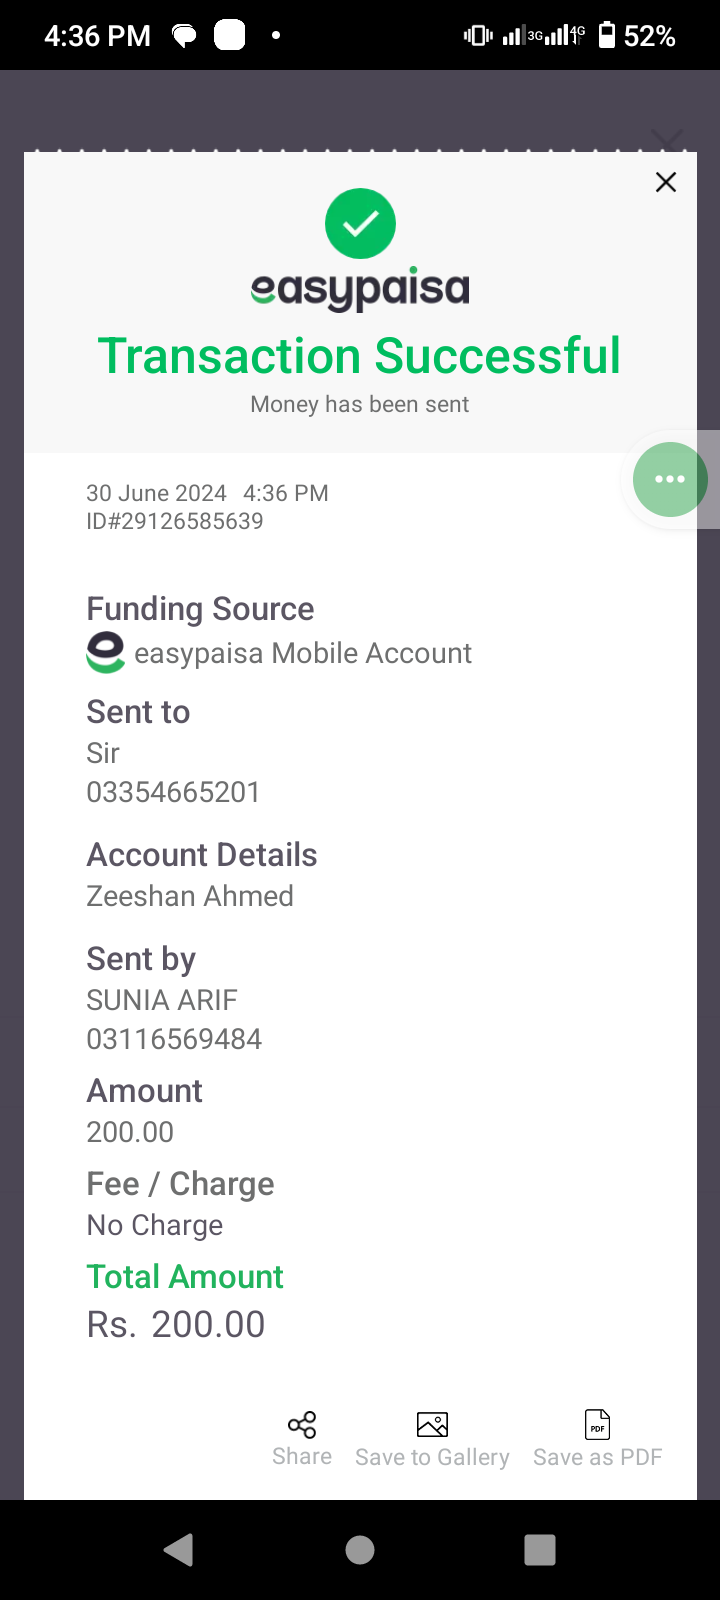 4:36 PM
3G 4G 52%
easypaisa
Transaction Successful
Money has been sent
30 June 2024 4:36 PM
ID#29126585639
Funding Source
easypaisa Mobile Account
Sent to
Sir
03354665201
Account Details
Zeeshan Ahmed
Sent by
SUNIA ARIF
03116569484
Amount
200.00
Fee / Charge
No Charge
Total Amount
Rs. 200.00
PDF
Share Save to Gallery Save as PDF